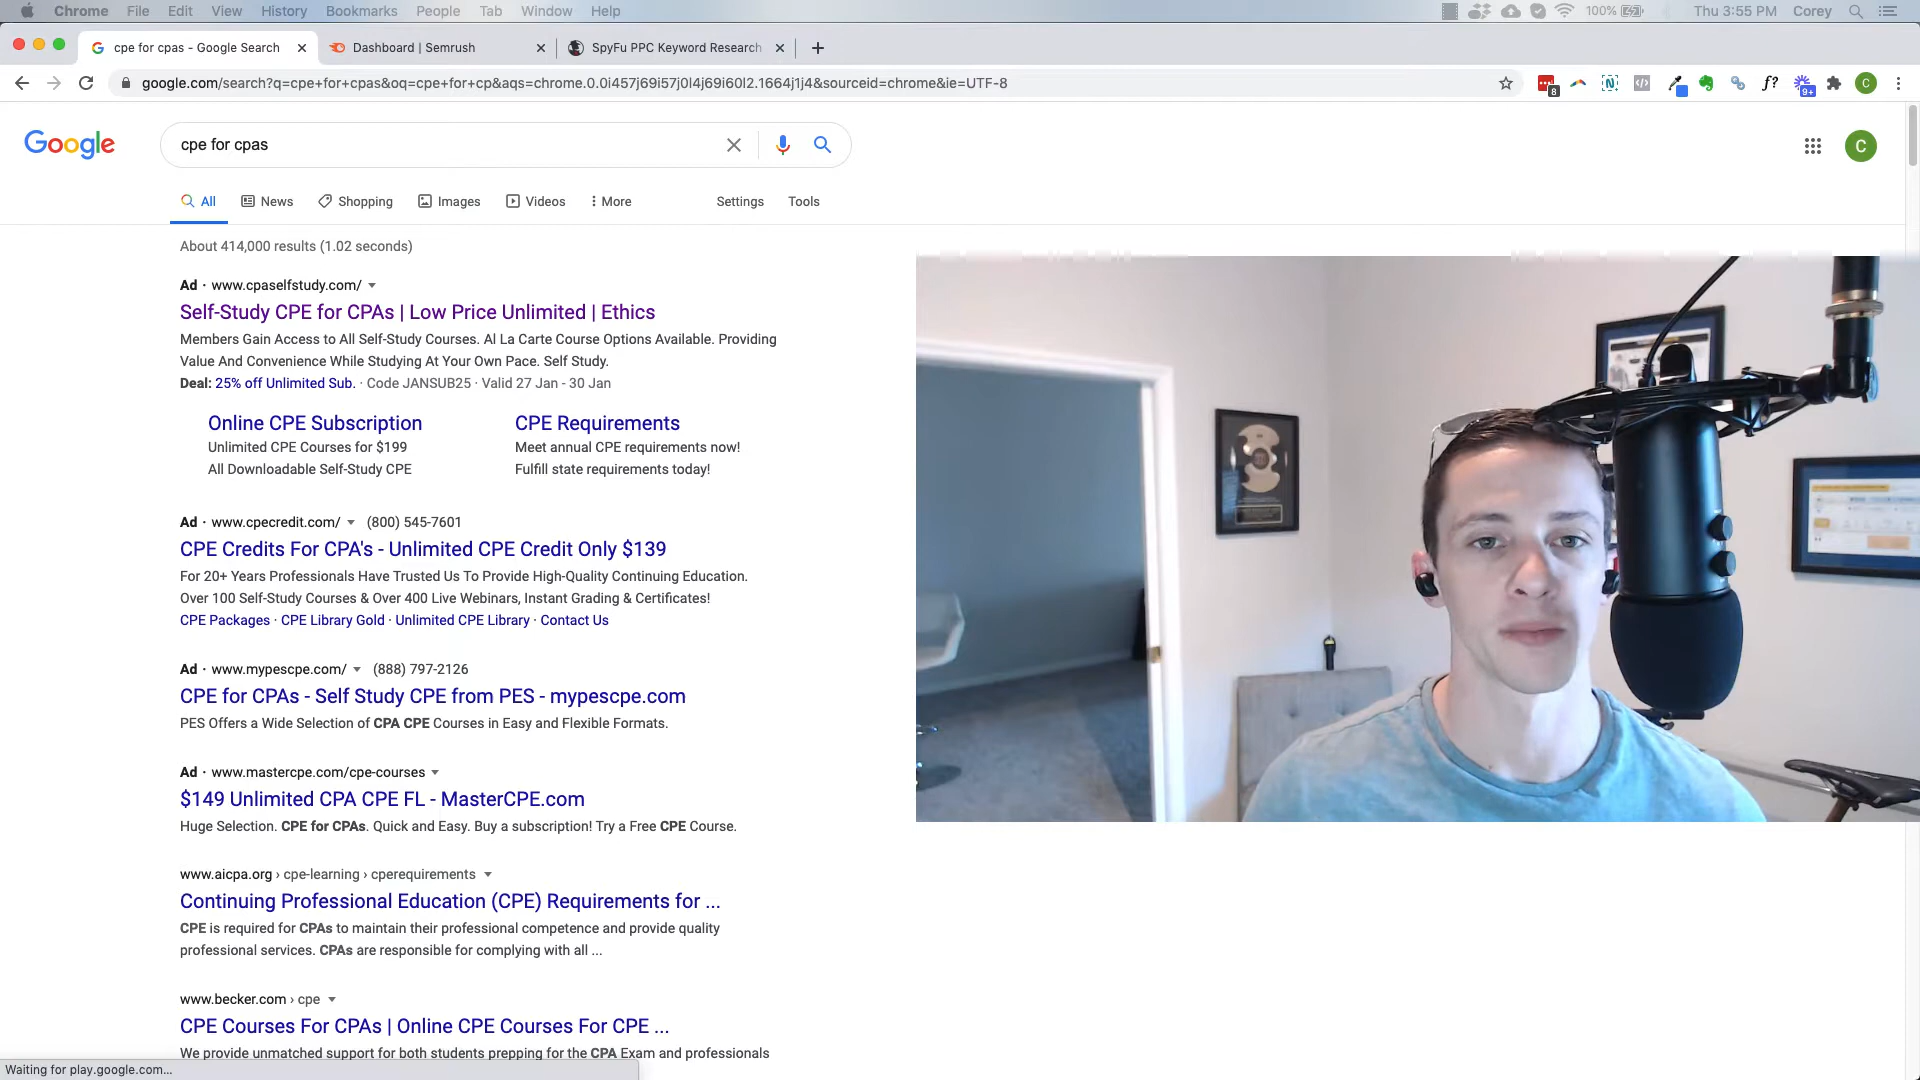 Chrome File Edit View History Bookmarks People Tab Window Help 100% Thu 3:55 PM Corey
cpe for cpas - Google Search Dashboard | Semrush SpyFu PPC Keyword Research
google.com/search?q=cpe+for+cpas&oq=cpe+for+cp&aqs=chrome.0.0i457j69i57j0l4j69i60l2.1664j1j4&sourceid=chrome&ie=UTF-8 8 f? 9+ C
Google cpe for cpas C
All News Shopping Images Videos More Settings Tools
About 414,000 results (1.02 seconds)
Ad · www.cpaselfstudy.com/
Self-Study CPE for CPAs | Low Price Unlimited | Ethics
Members Gain Access to All Self-Study Courses. Al La Carte Course Options Available. Providing
Value And Convenience While Studying At Your Own Pace. Self Study.
Deal: 25% off Unlimited Sub. · Code JANSUB25 · Valid 27 Jan - 30 Jan
Online CPE Subscription CPE Requirements
Unlimited CPE Courses for $199 Meet annual CPE requirements now!
All Downloadable Self-Study CPE Fulfill state requirements today!
Ad · www.cpecredit.com/ (800) 545-7601
CPE Credits For CPA's - Unlimited CPE Credit Only $139
For 20+ Years Professionals Have Trusted Us To Provide High-Quality Continuing Education.
Over 100 Self-Study Courses & Over 400 Live Webinars, Instant Grading & Certificates!
CPE Packages · CPE Library Gold · Unlimited CPE Library · Contact Us
Ad · www.mypescpe.com/ (888) 797-2126
CPE for CPAs - Self Study CPE from PES - mypescpe.com
PES Offers a Wide Selection of CPA CPE Courses in Easy and Flexible Formats.
Ad · www.mastercpe.com/cpe-courses
$149 Unlimited CPA CPE FL - MasterCPE.com
Huge Selection. CPE for CPAs. Quick and Easy. Buy a subscription! Try a Free CPE Course.
www.aicpa.org › cpe-learning › cperequirements
Continuing Professional Education (CPE) Requirements for ...
CPE is required for CPAs to maintain their professional competence and provide quality
professional services. CPAs are responsible for complying with all ...
www.becker.com › cpe
CPE Courses For CPAs | Online CPE Courses For CPE ...
We provide unmatched support for both students prepping for the CPA Exam and professionals
Waiting for play.google.com...